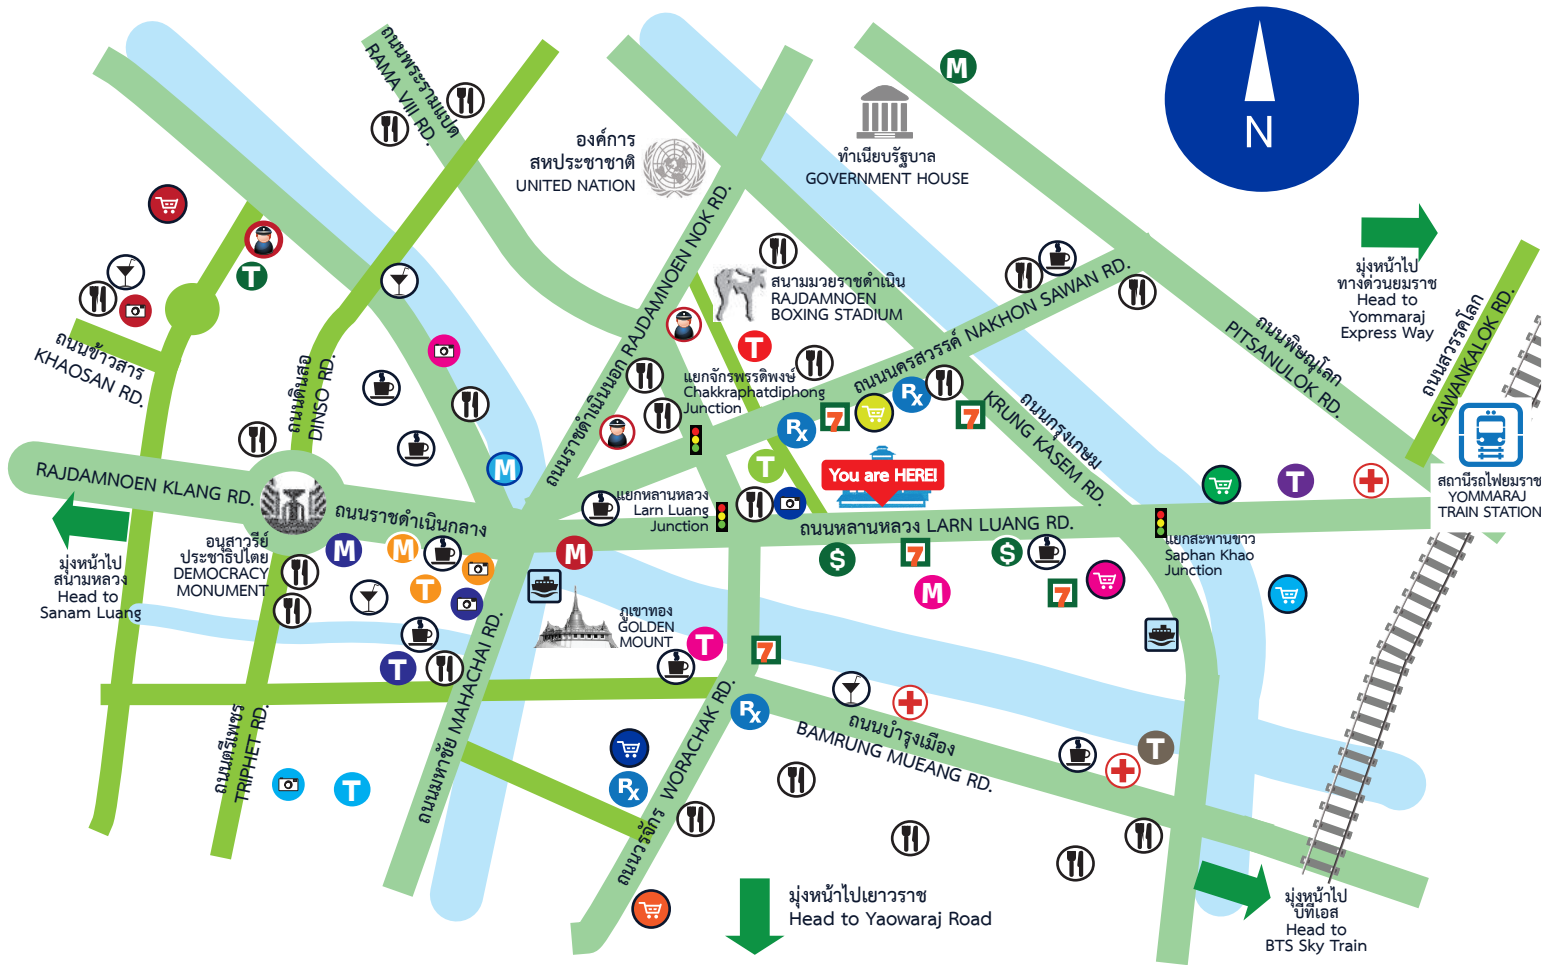 N
ถนนพระรามแปด
RAMA VIII RD.
องค์การ
สหประชาชาติ
UNITED NATION
M
ทำเนียบรัฐบาล
GOVERNMENT HOUSE
มุ่งหน้าไป
ทางด่วนยมราช
Head to
Yommaraj
Express Way
T
ถนนข้าวสาร
KHAOSAN RD.
ถนนดินสอ
DINSO RD.
ถนนราชดำเนินนอก RAJDAMNOEN NOK RD.
สนามมวยราชดำเนิน
RAJDAMNOEN
BOXING STADIUM
T
แยกจักรพรรดิพงษ์
Chakkraphatdiphong
Junction
ถนนนครสวรรค์ NAKHON SAWAN RD.
ถนนพิษณุโลก
PITSANULOK RD.
ถนนสวรรคโลก
SAWANKALOK RD.
ถนนกรุงเกษม
KRUNG KASEM RD.
Rx
7
Rx
7
T
M
You are HERE!
T
สถานีรถไฟยมราช
YOMMARAJ
TRAIN STATION
RAJDAMNOEN KLANG RD.
ถนนราชดำเนินกลาง
แยกหลานหลวง
Larn Luang
Junction
ถนนหลานหลวง LARN LUANG RD.
แยกสะพานขาว
Saphan Khao
Junction
มุ่งหน้าไป
สนามหลวง
Head to
Sanam Luang
อนุสาวรีย์
ประชาธิปไตย
DEMOCRACY
MONUMENT
M
M
T
M
$
7
$
M
7
ภูเขาทอง
GOLDEN
MOUNT
T
7
T
ถนนตรีเพชร
TRIPHET RD.
ถนนมหาชัย MAHACHAI RD.
ถนนวรจักร WORACHAK RD.
Rx
ถนนบำรุงเมือง
BAMRUNG MUEANG RD.
T
T
Rx
มุ่งหน้าไปเยาวราช
Head to Yaowaraj Road
มุ่งหน้าไป
บีทีเอส
Head to
BTS Sky Train